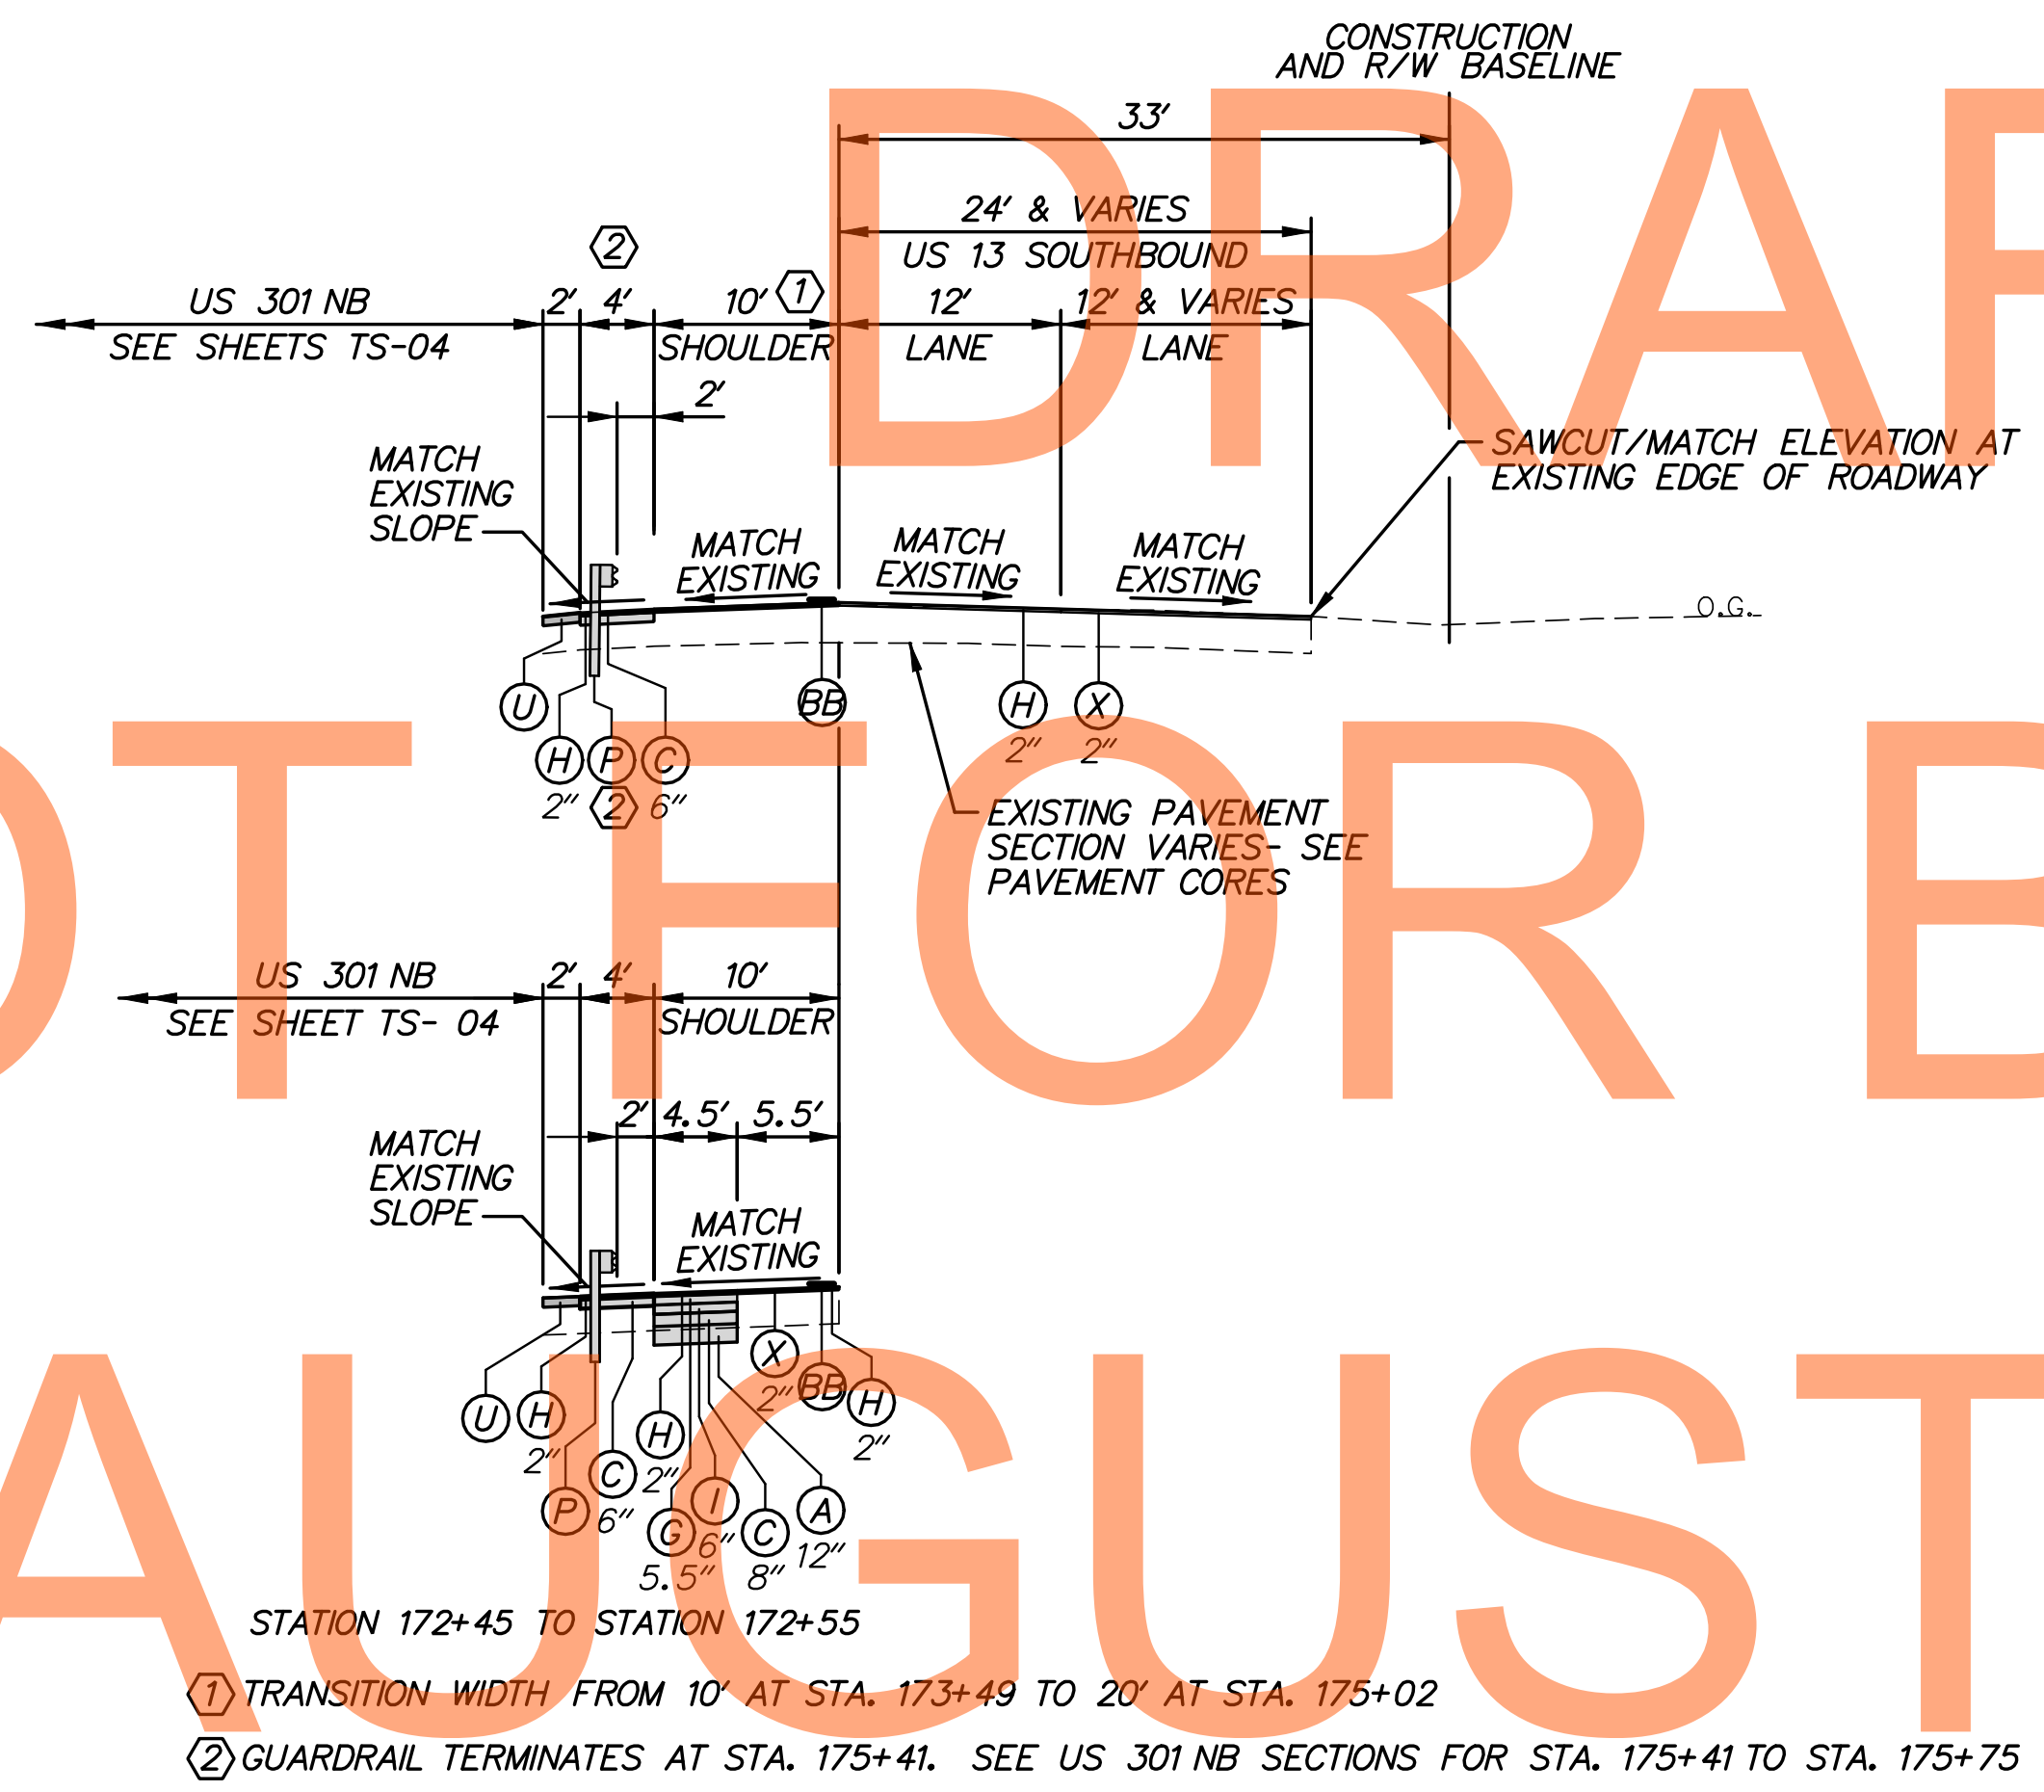 CONSTRUCTION
AND R/W BASELINE
33'
24' & VARIES
US 13 SOUTHBOUND
2
US 301 NB
2'
4'
10'
1
12'
12' & VARIES
SEE SHEETS TS-04
SHOULDER
LANE
LANE
2'
MATCH
EXISTING
SLOPE
SAWCUT/MATCH ELEVATION AT
EXISTING EDGE OF ROADWAY
MATCH
EXISTING
MATCH
EXISTING
MATCH
EXISTING
O.G.
U
BB
H
2"
X
2"
H
2"
P
2
C
6"
EXISTING PAVEMENT
SECTION VARIES- SEE
PAVEMENT CORES
US 301 NB
2'
4'
10'
SEE SHEET TS- 04
SHOULDER
2'
4.5'
5.5'
MATCH
EXISTING
SLOPE
MATCH
EXISTING
X
2"
BB
H
2"
U
H
2"
H
2"
C
6"
P
G
5.5"
I
6"
C
8"
A
12"
STATION 172+45 TO STATION 172+55
1 TRANSITION WIDTH FROM 10' AT STA. 173+49 TO 20' AT STA. 175+02
2 GUARDRAIL TERMINATES AT STA. 175+41. SEE US 301 NB SECTIONS FOR STA. 175+41 TO STA. 175+75
DRAF
OT FOR B
AUGUST